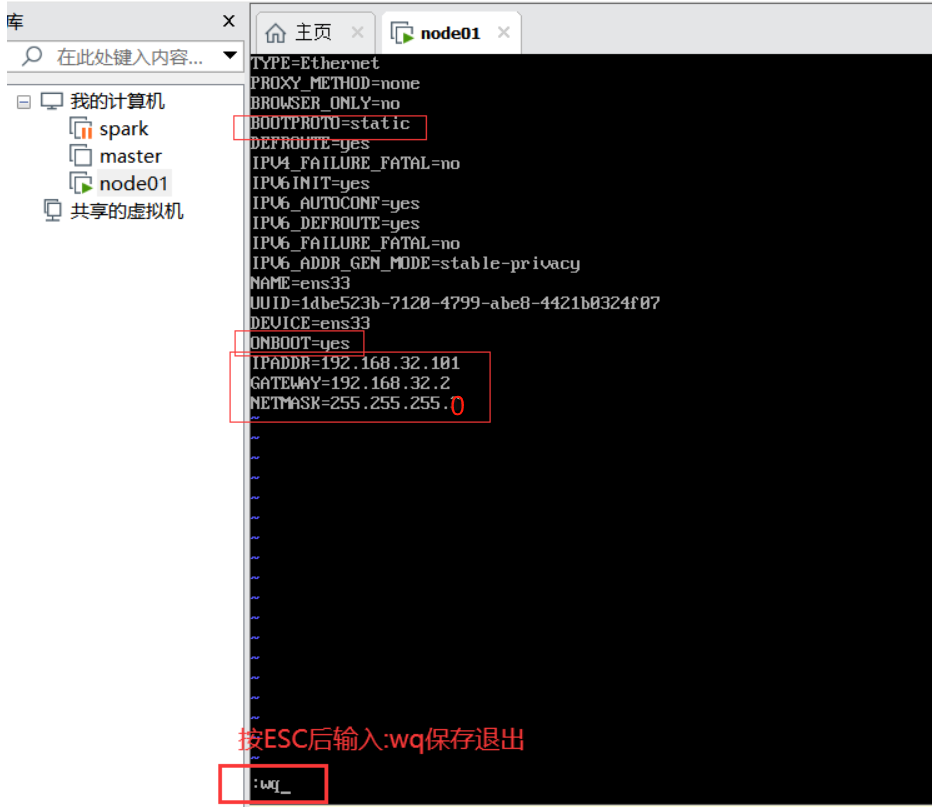 库
主页
node01
在此处键入内容...
我的计算机
spark
master
node01
共享的虚拟机
TYPE=Ethernet
PROXY_METHOD=none
BROWSER_ONLY=no
BOOTPROTO=static
DEFROUTE=yes
IPV4_FAILURE_FATAL=no
IPV6INIT=yes
IPV6_AUTOCONF=yes
IPV6_DEFROUTE=yes
IPV6_FAILURE_FATAL=no
IPV6_ADDR_GEN_MODE=stable-privacy
NAME=ens33
UUID=1dbe523b-7120-4799-abe8-4421b0324f07
DEVICE=ens33
ONBOOT=yes
IPADDR=192.168.32.101
GATEWAY=192.168.32.2
NETMASK=255.255.255.0
按ESC后输入:wq保存退出
:wq_